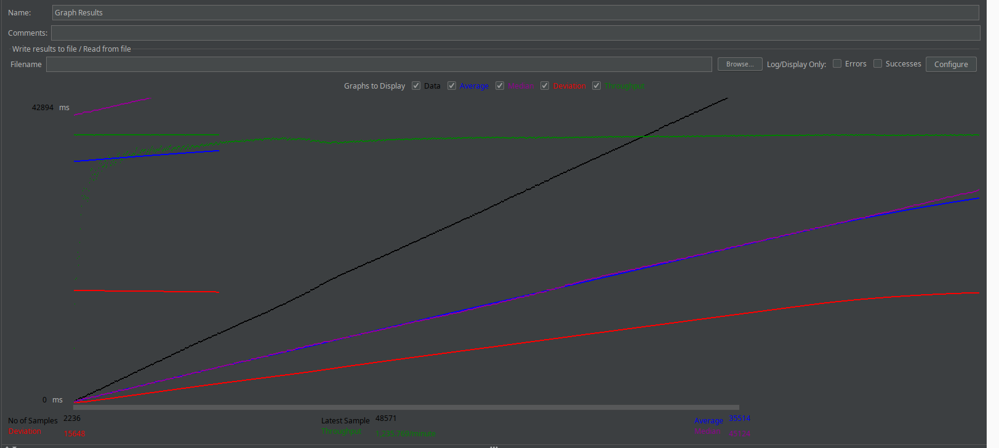 Name: Graph Results
Comments:
Write results to file / Read from file
Filename Browse... Log/Display Only: Errors Successes Configure
Graphs to Display Data Average Median Deviation Throughput
42894 ms
0 ms
No of Samples 2236 Latest Sample 48571 Average 35514
Deviation 15648 Throughput 1,235.769/minute Median